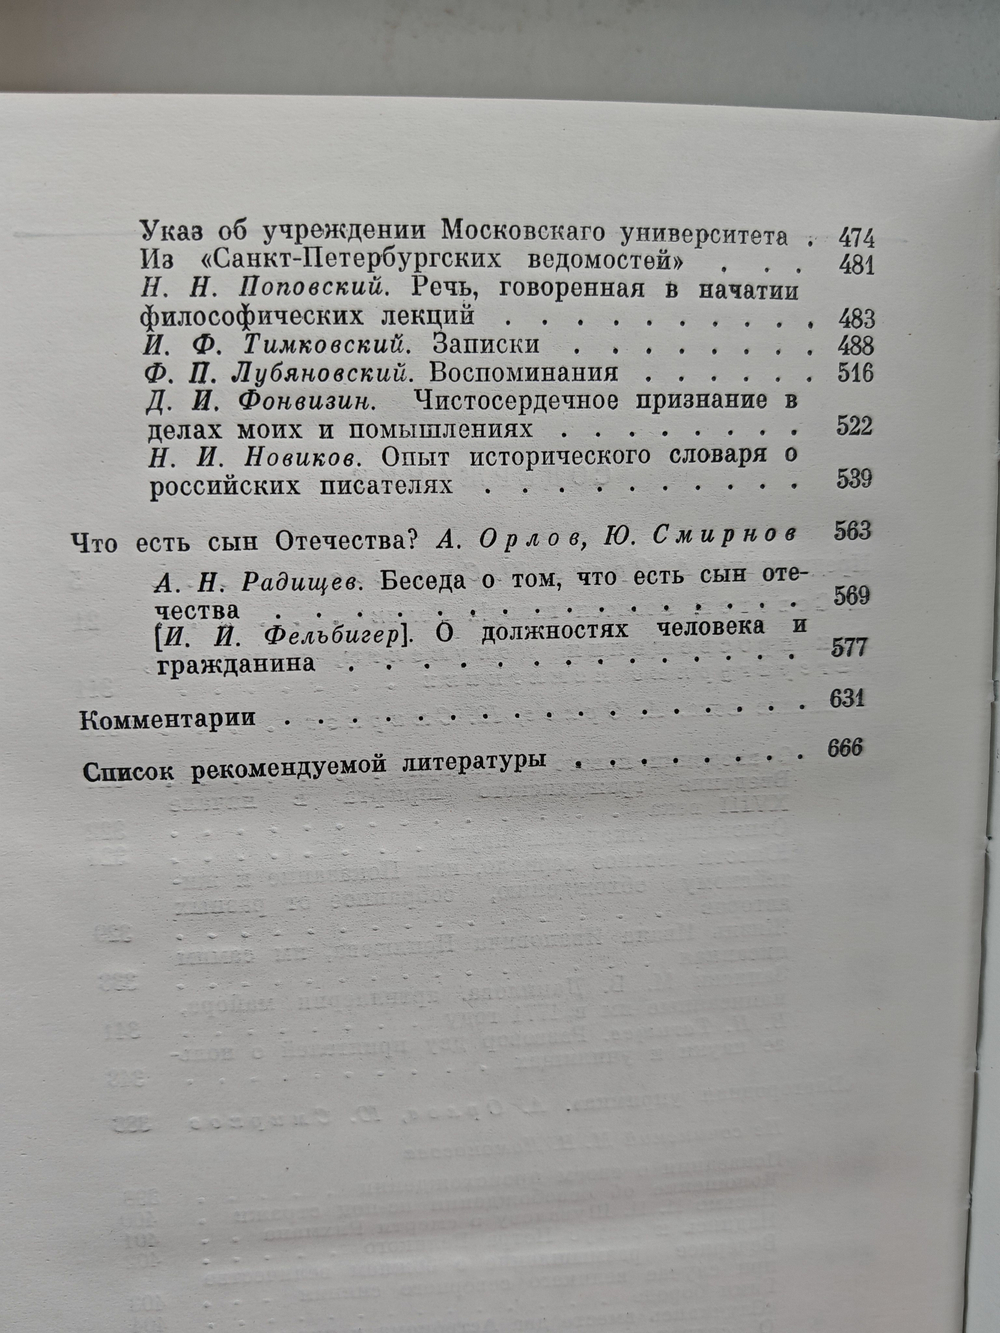 Указ об учреждении Московскаго университета . 474
Из «Санкт-Петербургских ведомостей» . . . 481
Н. Н. Поповский. Речь, говоренная в начатии
философических лекций . . . . . . . . . . . 483
И. Ф. Тимковский. Записки . . . . . . . . 488
Ф. П. Лубяновский. Воспоминания . . . . . . 516
Д. И. Фонвизин. Чистосердечное признание в
делах моих и помышлениях . . . . . . . . 522
Н. И. Новиков. Опыт исторического словаря о
российских писателях . . . . . . . . . . . 539
Что есть сын Отечества? А. Орлов, Ю. Смирнов 563
А. Н. Радищев. Беседа о том, что есть сын оте-
чества . . . . . . . . . . . . . . . . . . . 569
[И. И. Фельбигер]. О должностях человека и
гражданина . . . . . . . . . . . . . . . . 577
Комментарии . . . . . . . . . . . . . . . . . . . 631
Список рекомендуемой литературы . . . . . . . . 666